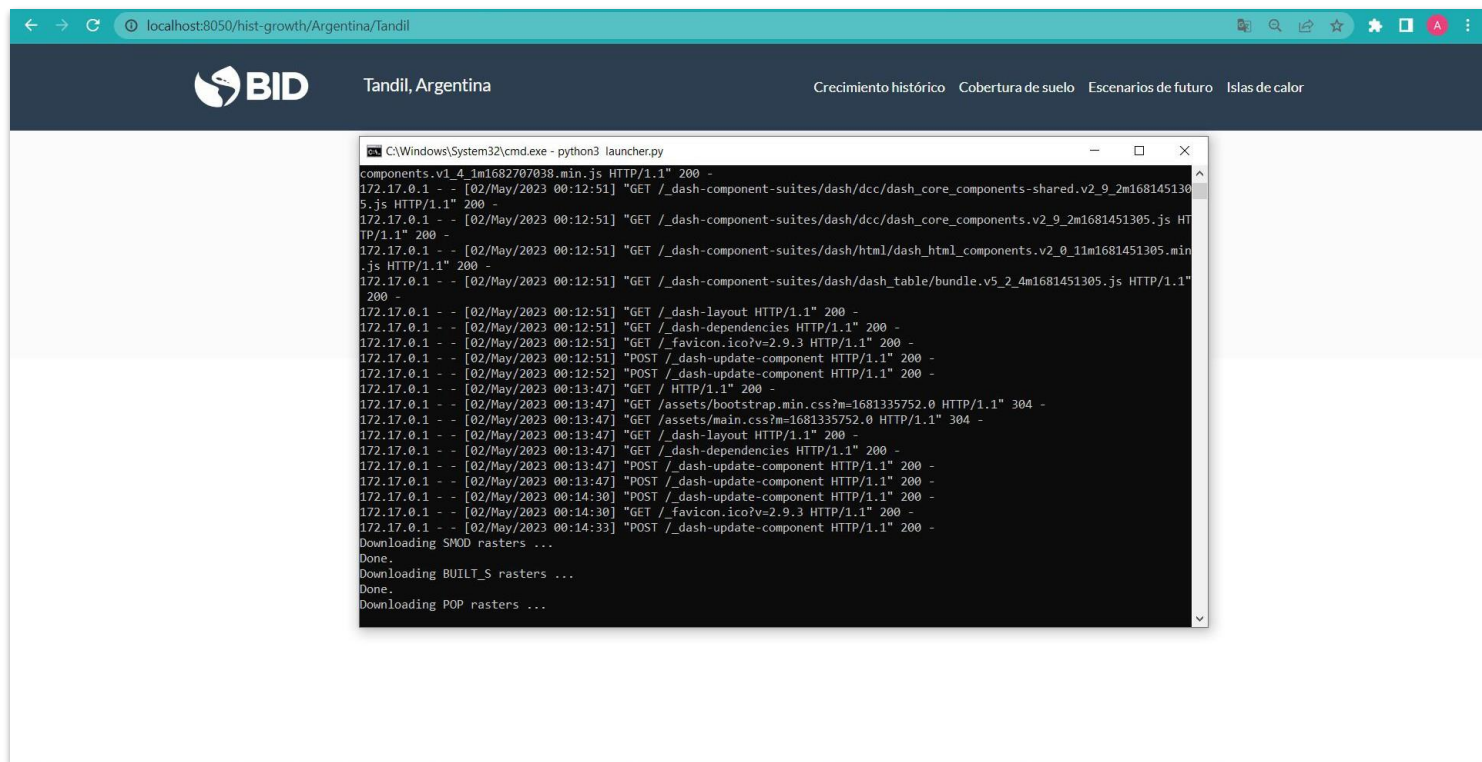 localhost:8050/hist-growth/Argentina/Tandil
A
BID
Tandil, Argentina
Crecimiento histórico Cobertura de suelo Escenarios de futuro Islas de calor
C:\Windows\System32\cmd.exe - python3 launcher.py
components.v1_4_1m1682707038.min.js HTTP/1.1" 200 -
172.17.0.1 - - [02/May/2023 00:12:51] "GET /_dash-component-suites/dash/dcc/dash_core_components-shared.v2_9_2m168145130
5.js HTTP/1.1" 200 -
172.17.0.1 - - [02/May/2023 00:12:51] "GET /_dash-component-suites/dash/dcc/dash_core_components.v2_9_2m1681451305.js HT
TP/1.1" 200 -
172.17.0.1 - - [02/May/2023 00:12:51] "GET /_dash-component-suites/dash/html/dash_html_components.v2_0_11m1681451305.min
.js HTTP/1.1" 200 -
172.17.0.1 - - [02/May/2023 00:12:51] "GET /_dash-component-suites/dash/dash_table/bundle.v5_2_4m1681451305.js HTTP/1.1"
200 -
172.17.0.1 - - [02/May/2023 00:12:51] "GET /_dash-layout HTTP/1.1" 200 -
172.17.0.1 - - [02/May/2023 00:12:51] "GET /_dash-dependencies HTTP/1.1" 200 -
172.17.0.1 - - [02/May/2023 00:12:51] "GET /_favicon.ico?v=2.9.3 HTTP/1.1" 200 -
172.17.0.1 - - [02/May/2023 00:12:51] "POST /_dash-update-component HTTP/1.1" 200 -
172.17.0.1 - - [02/May/2023 00:12:52] "POST /_dash-update-component HTTP/1.1" 200 -
172.17.0.1 - - [02/May/2023 00:13:47] "GET / HTTP/1.1" 200 -
172.17.0.1 - - [02/May/2023 00:13:47] "GET /assets/bootstrap.min.css?m=1681335752.0 HTTP/1.1" 304 -
172.17.0.1 - - [02/May/2023 00:13:47] "GET /assets/main.css?m=1681335752.0 HTTP/1.1" 304 -
172.17.0.1 - - [02/May/2023 00:13:47] "GET /_dash-layout HTTP/1.1" 200 -
172.17.0.1 - - [02/May/2023 00:13:47] "GET /_dash-dependencies HTTP/1.1" 200 -
172.17.0.1 - - [02/May/2023 00:13:47] "POST /_dash-update-component HTTP/1.1" 200 -
172.17.0.1 - - [02/May/2023 00:13:47] "POST /_dash-update-component HTTP/1.1" 200 -
172.17.0.1 - - [02/May/2023 00:14:30] "POST /_dash-update-component HTTP/1.1" 200 -
172.17.0.1 - - [02/May/2023 00:14:30] "GET /_favicon.ico?v=2.9.3 HTTP/1.1" 200 -
172.17.0.1 - - [02/May/2023 00:14:33] "POST /_dash-update-component HTTP/1.1" 200 -
Downloading SMOD rasters ...
Done.
Downloading BUILT_S rasters ...
Done.
Downloading POP rasters ...